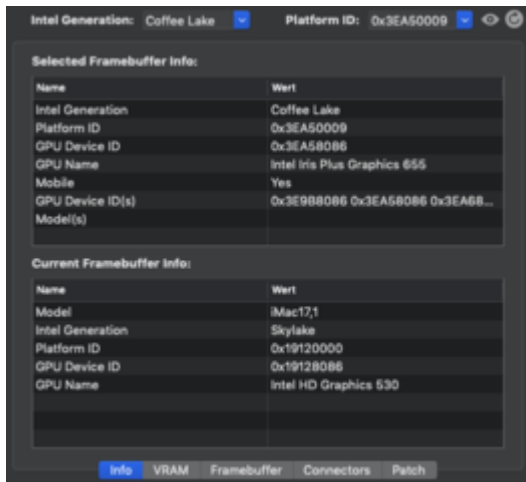 Intel Generation: Coffee Lake Platform ID: 0x3EA50009
Selected Framebuffer Info:
Name Wert
Intel Generation Coffee Lake
Platform ID 0x3EA50009
GPU Device ID 0x3EA58086
GPU Name Intel Iris Plus Graphics 655
Mobile Yes
GPU Device ID(s) 0x3E9B8086 0x3EA58086 0x3EA68...
Model(s)
Current Framebuffer Info:
Name Wert
Model iMac17,1
Intel Generation Skylake
Platform ID 0x19120000
GPU Device ID 0x19128086
GPU Name Intel HD Graphics 530
Info VRAM Framebuffer Connectors Patch